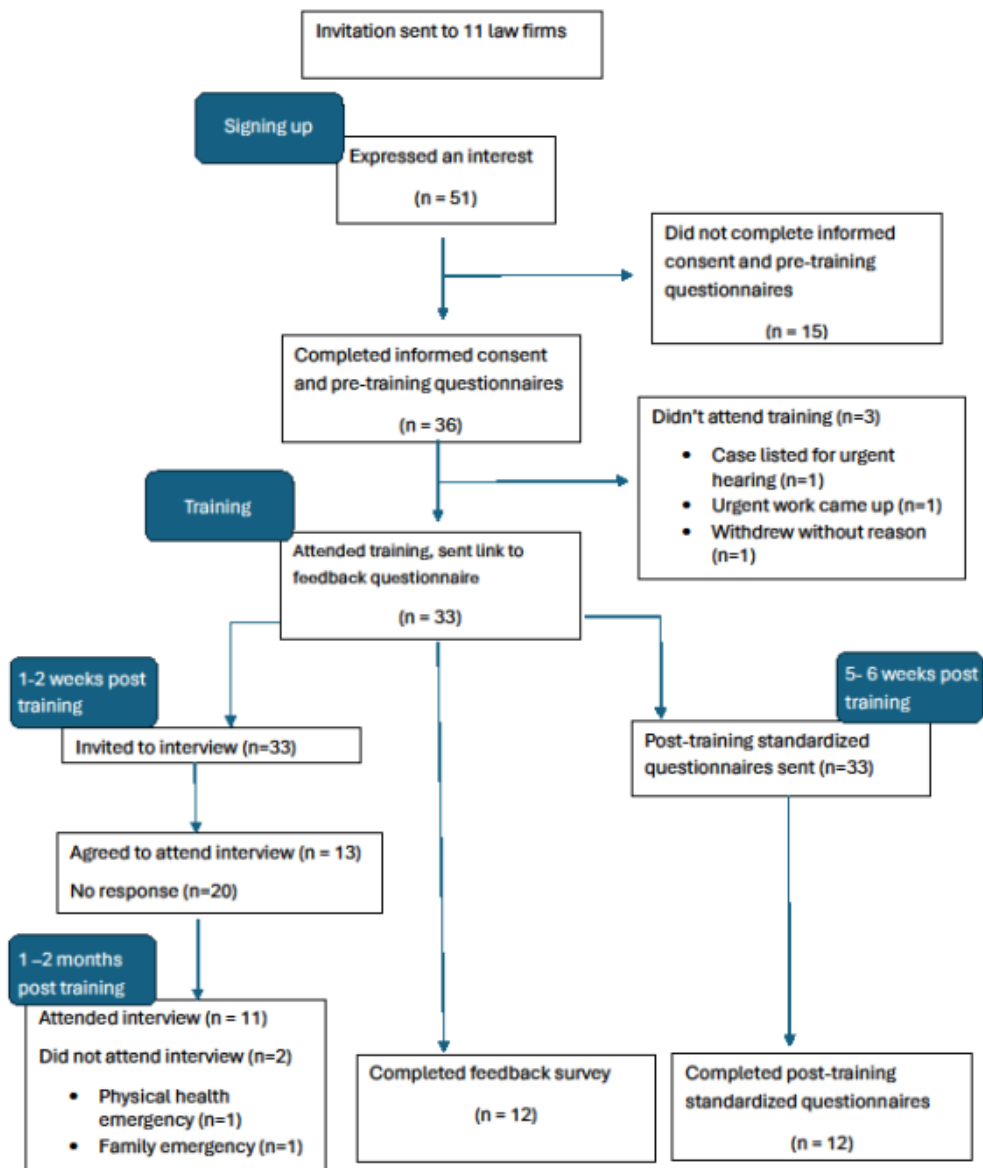 Invitation sent to 11 law firms
Signing up
Expressed an interest
(n = 51)
Did not complete informed
consent and pre-training
questionnaires
(n = 15)
Completed informed consent
and pre-training questionnaires
(n = 36)
Didn't attend training (n=3)
• Case listed for urgent
hearing (n=1)
• Urgent work came up (n=1)
• Withdrew without reason
(n=1)
Training
Attended training, sent link to
feedback questionnaire
(n = 33)
1-2 weeks post
training
Invited to interview (n=33)
5- 6 weeks post
training
Post-training standardized
questionnaires sent (n=33)
Agreed to attend interview (n = 13)
No response (n=20)
1 –2 months
post training
Attended interview (n = 11)
Did not attend interview (n=2)
• Physical health
emergency (n=1)
• Family emergency (n=1)
Completed feedback survey
(n = 12)
Completed post-training
standardized questionnaires
(n = 12)